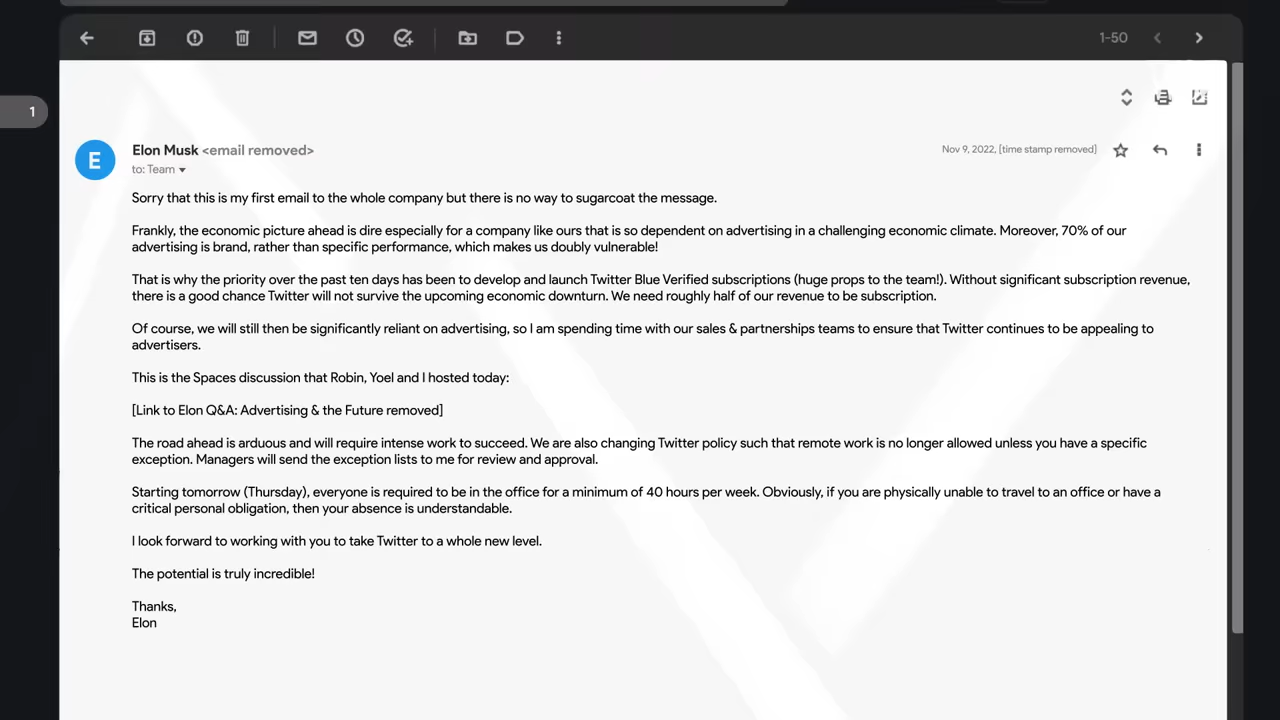 1-50
1
E
Elon Musk <email removed>
Nov 9, 2022, [time stamp removed]
to: Team
Sorry that this is my first email to the whole company but there is no way to sugarcoat the message.
Frankly, the economic picture ahead is dire especially for a company like ours that is so dependent on advertising in a challenging economic climate. Moreover, 70% of our
advertising is brand, rather than specific performance, which makes us doubly vulnerable!
That is why the priority over the past ten days has been to develop and launch Twitter Blue Verified subscriptions (huge props to the team!). Without significant subscription revenue,
there is a good chance Twitter will not survive the upcoming economic downturn. We need roughly half of our revenue to be subscription.
Of course, we will still then be significantly reliant on advertising, so I am spending time with our sales & partnerships teams to ensure that Twitter continues to be appealing to
advertisers.
This is the Spaces discussion that Robin, Yoel and I hosted today:
[Link to Elon Q&A: Advertising & the Future removed]
The road ahead is arduous and will require intense work to succeed. We are also changing Twitter policy such that remote work is no longer allowed unless you have a specific
exception. Managers will send the exception lists to me for review and approval.
Starting tomorrow (Thursday), everyone is required to be in the office for a minimum of 40 hours per week. Obviously, if you are physically unable to travel to an office or have a
critical personal obligation, then your absence is understandable.
I look forward to working with you to take Twitter to a whole new level.
The potential is truly incredible!
Thanks,
Elon